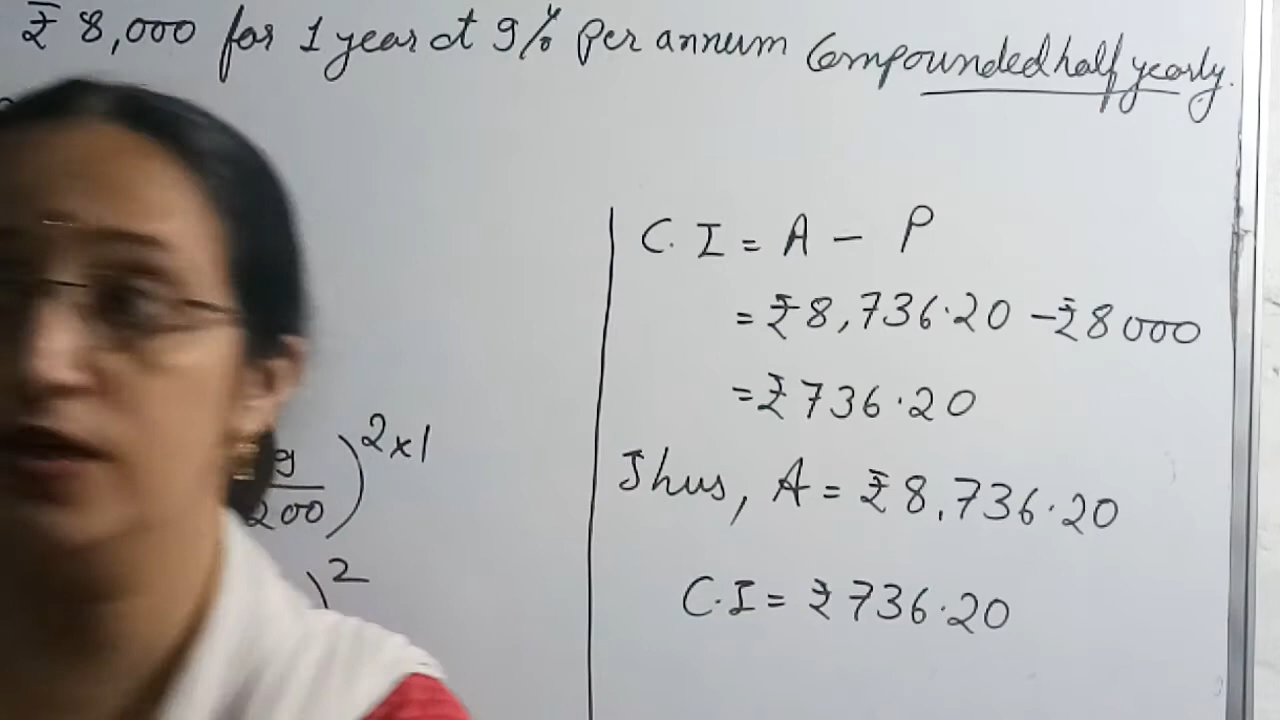 ₹ 8,000 for 1 year at 9% Per annum Compounded half yearly.
C.I = A - P
= ₹8,736.20 - ₹8000
= ₹736.20
Thus, A = ₹8,736.20
C.I = ₹736.20
9
200 )2×1
)2